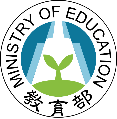 MINISTRY OF EDUCATION
教育部